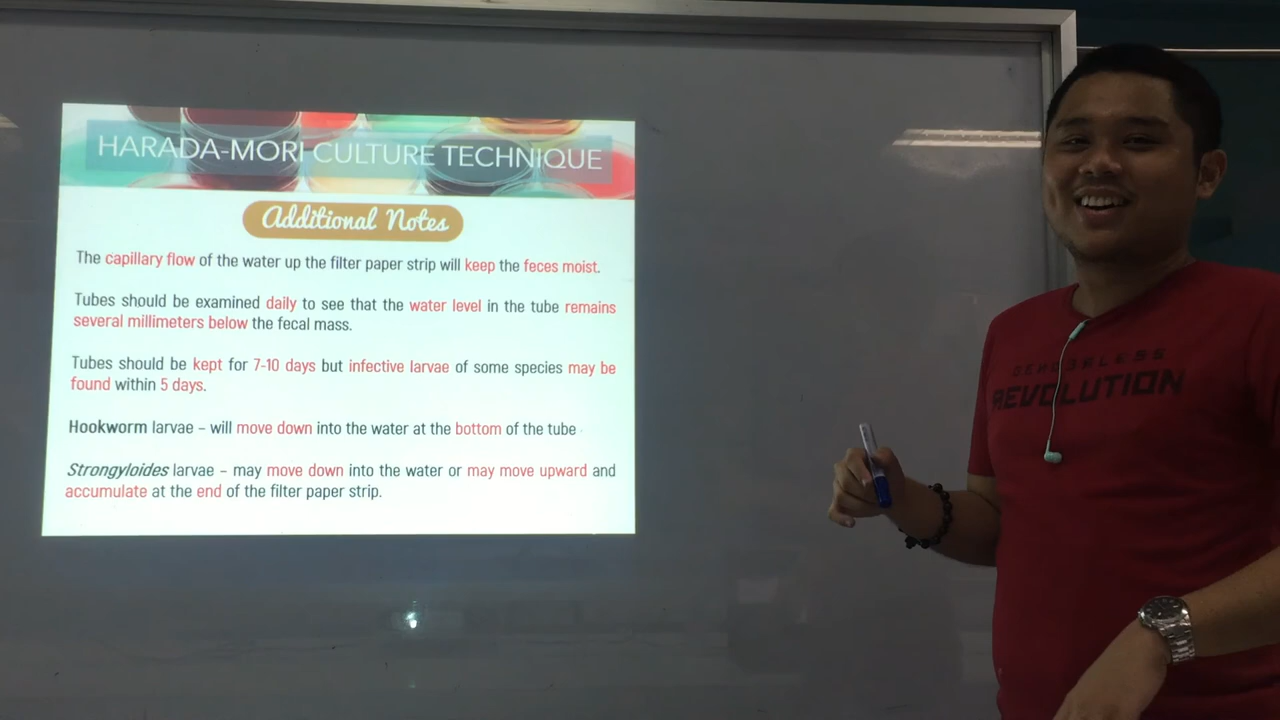 HARADA-MORI CULTURE TECHNIQUE
Additional Notes
The capillary flow of the water up the filter paper strip will keep the feces moist.
Tubes should be examined daily to see that the water level in the tube remains
several millimeters below the fecal mass.
Tubes should be kept for 7-10 days but infective larvae of some species may be
found within 5 days.
Hookworm larvae – will move down into the water at the bottom of the tube
Strongyloides larvae – may move down into the water or may move upward and
accumulate at the end of the filter paper strip.
REVOLUTION